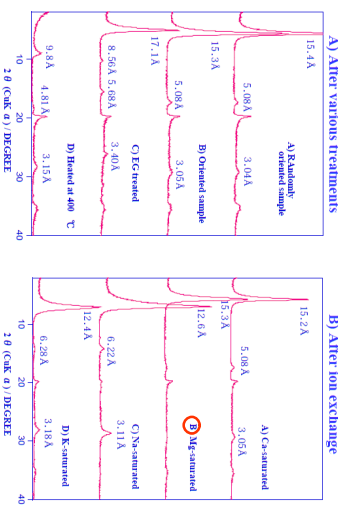 A) After various treatments
15.4Å
5.08Å
3.04Å
A) Randomly
oriented sample
15.3Å
5.08Å
3.05Å
B) Oriented sample
17.1Å
8.56Å
5.68Å
3.40Å
C) EG treated
9.8Å
4.81Å
3.15Å
D) Heated at 400 ℃
10
20
30
40
2 θ (CuK α) / DEGREE
B) After ion exchange
15.2Å
5.08Å
3.05Å
A) Ca-saturated
15.3Å
12.6Å
B) Mg-saturated
6.22Å
3.11Å
C) Na-saturated
12.4Å
6.28Å
3.18Å
D) K-saturated
10
20
30
40
2 θ (CuK α) / DEGREE